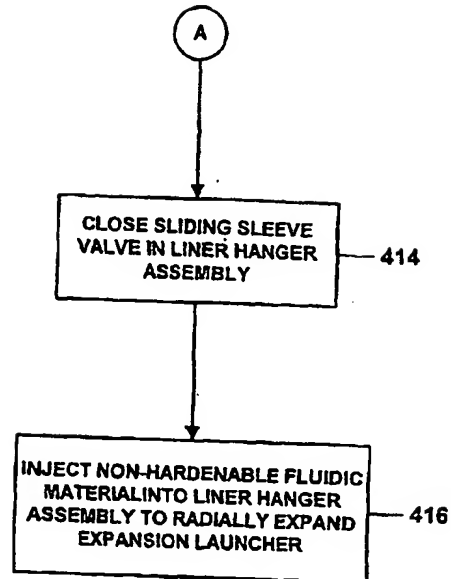 A
CLOSE SLIDING SLEEVE
VALVE IN LINER HANGER
ASSEMBLY
414
INJECT NON-HARDENABLE FLUIDIC
MATERIALINTO LINER HANGER
ASSEMBLY TO RADIALLY EXPAND
EXPANSION LAUNCHER
416